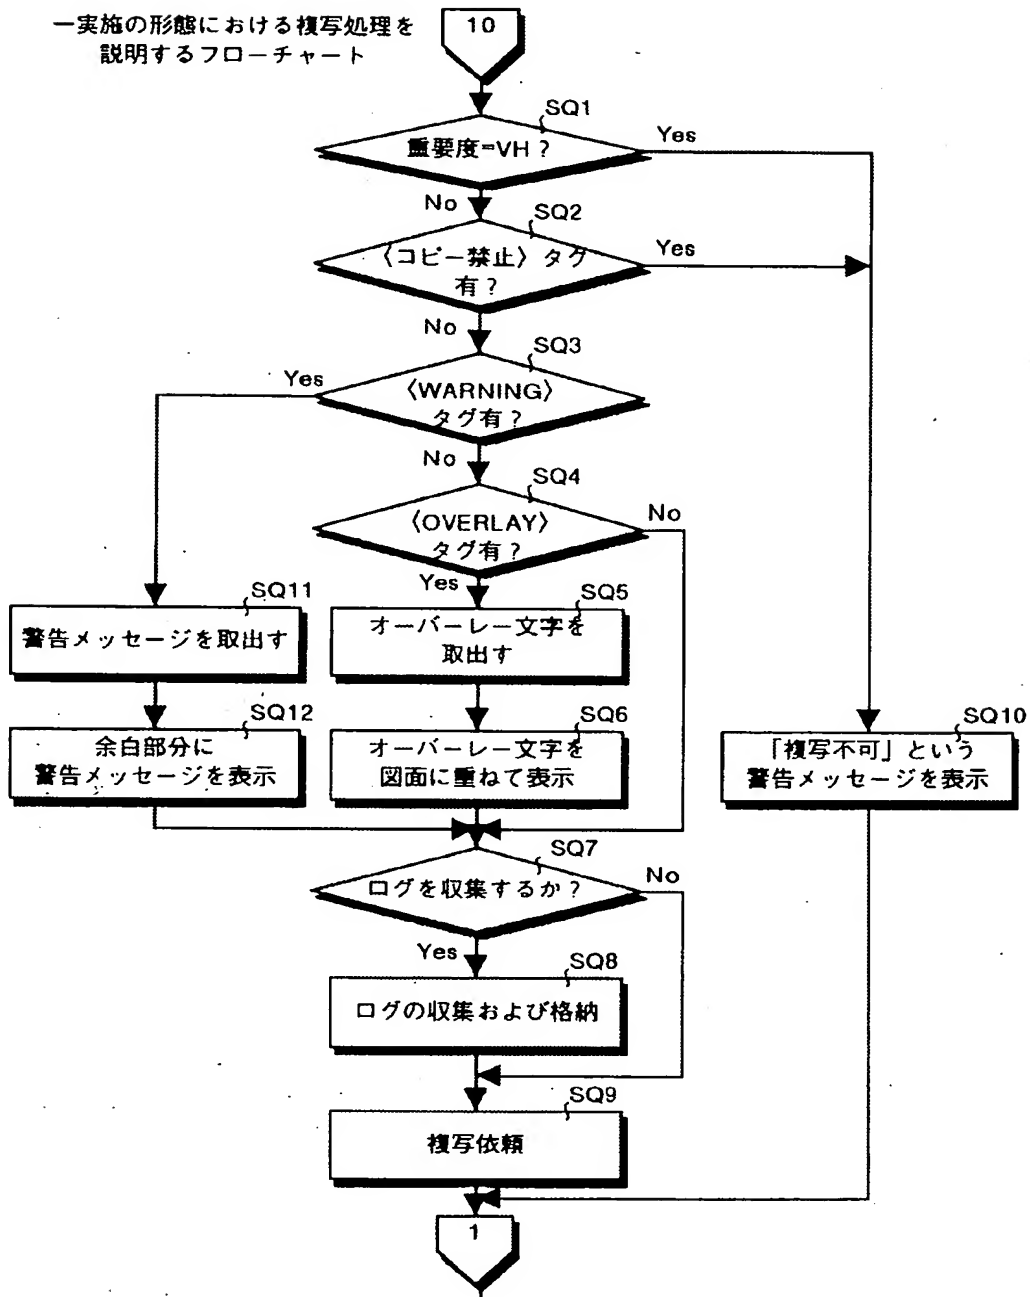 一実施の形態における複写処理を
説明するフローチャート
10
SQ1
重要度=VH?
Yes
No
SQ2
〈コピー禁止〉タグ
有?
Yes
No
SQ3
〈WARNING〉
タグ有?
Yes
No
SQ4
〈OVERLAY〉
タグ有?
No
Yes
SQ11
警告メッセージを取出す
SQ5
オーバーレー文字を
取出す
SQ12
余白部分に
警告メッセージを表示
SQ6
オーバーレー文字を
図面に重ねて表示
SQ10
「複写不可」という
警告メッセージを表示
SQ7
ログを収集するか?
No
Yes
SQ8
ログの収集および格納
SQ9
複写依頼
1